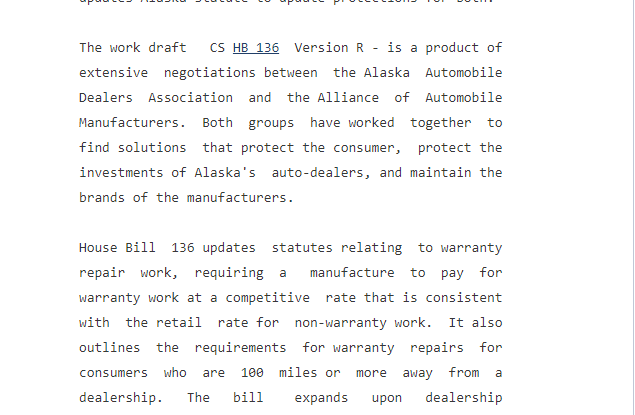 updates Alaska statute to update protections for both.
The work draft CS HB 136 Version R - is a product of
extensive negotiations between the Alaska Automobile
Dealers Association and the Alliance of Automobile
Manufacturers. Both groups have worked together to
find solutions that protect the consumer, protect the
investments of Alaska's auto-dealers, and maintain the
brands of the manufacturers.
House Bill 136 updates statutes relating to warranty
repair work, requiring a manufacture to pay for
warranty work at a competitive rate that is consistent
with the retail rate for non-warranty work. It also
outlines the requirements for warranty repairs for
consumers who are 100 miles or more away from a
dealership. The bill expands upon dealership